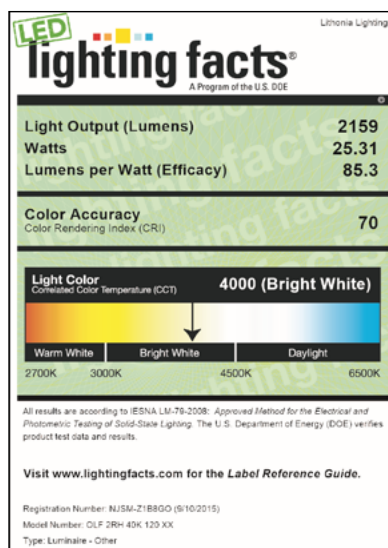 Lithonia Lighting
LED
lighting facts®
A Program of the U.S. DOE
Light Output (Lumens) 2159
Watts 25.31
Lumens per Watt (Efficacy) 85.3
Color Accuracy
Color Rendering Index (CRI) 70
Light Color
Correlated Color Temperature (CCT) 4000 (Bright White)
Warm White Bright White Daylight
2700K 3000K 4500K 6500K
All results are according to IESNA LM-79-2008: Approved Method for the Electrical and
Photometric Testing of Solid-State Lighting. The U.S. Department of Energy (DOE) verifies
product test data and results.
Visit www.lightingfacts.com for the Label Reference Guide.
Registration Number: NJSM-Z1B8GO (9/10/2015)
Model Number: OLF 2RH 40K 120 XX
Type: Luminaire - Other